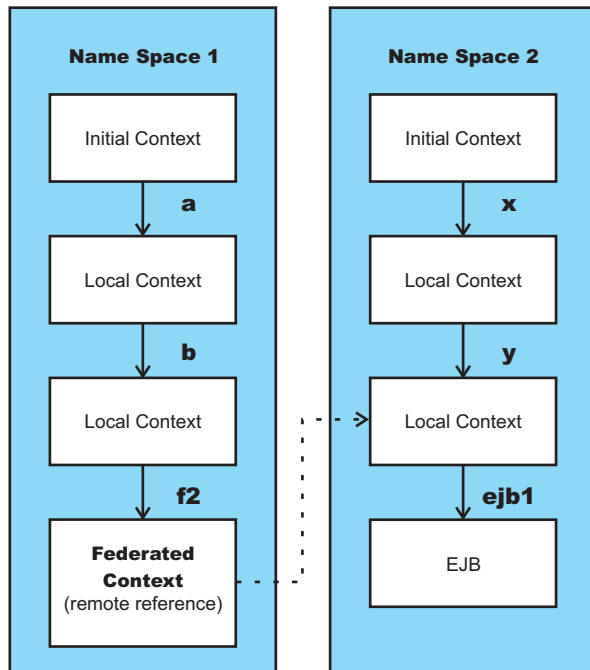 Name Space 1
Initial Context
a
Local Context
b
Local Context
f2
Federated
Context
(remote reference)
Name Space 2
Initial Context
x
Local Context
y
Local Context
ejb1
EJB